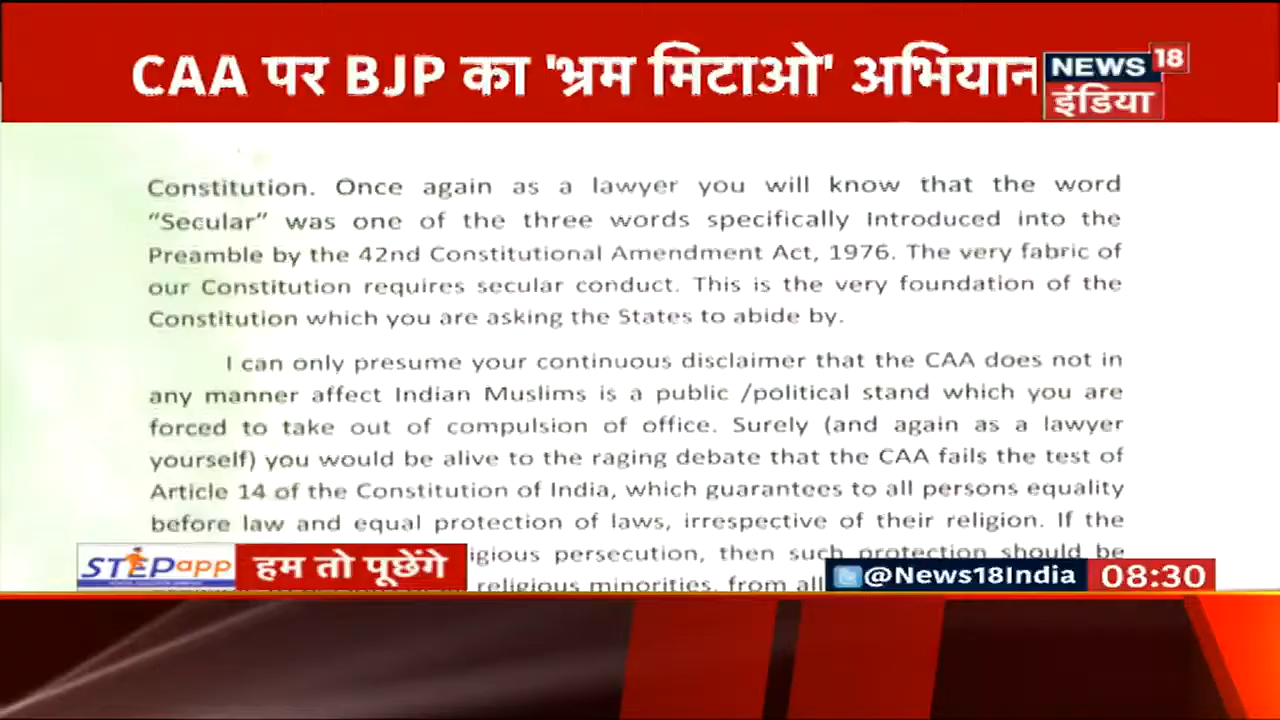 CAA पर BJP का 'भ्रम मिटाओ' अभियान
NEWS 18
इंडिया
Constitution. Once again as a lawyer you will know that the word
“Secular” was one of the three words specifically Introduced into the
Preamble by the 42nd Constitutional Amendment Act, 1976. The very fabric of
our Constitution requires secular conduct. This is the very foundation of the
Constitution which you are asking the States to abide by.
I can only presume your continuous disclaimer that the CAA does not in
any manner affect Indian Muslims is a public /political stand which you are
forced to take out of compulsion of office. Surely (and again as a lawyer
yourself) you would be alive to the raging debate that the CAA fails the test of
Article 14 of the Constitution of India, which guarantees to all persons equality
before law and equal protection of laws, irrespective of their religion. If the
igious persecution, then such protection should be
religious minorities, from all
STEPapp
हम तो पूछेंगे
@News18India
08:30